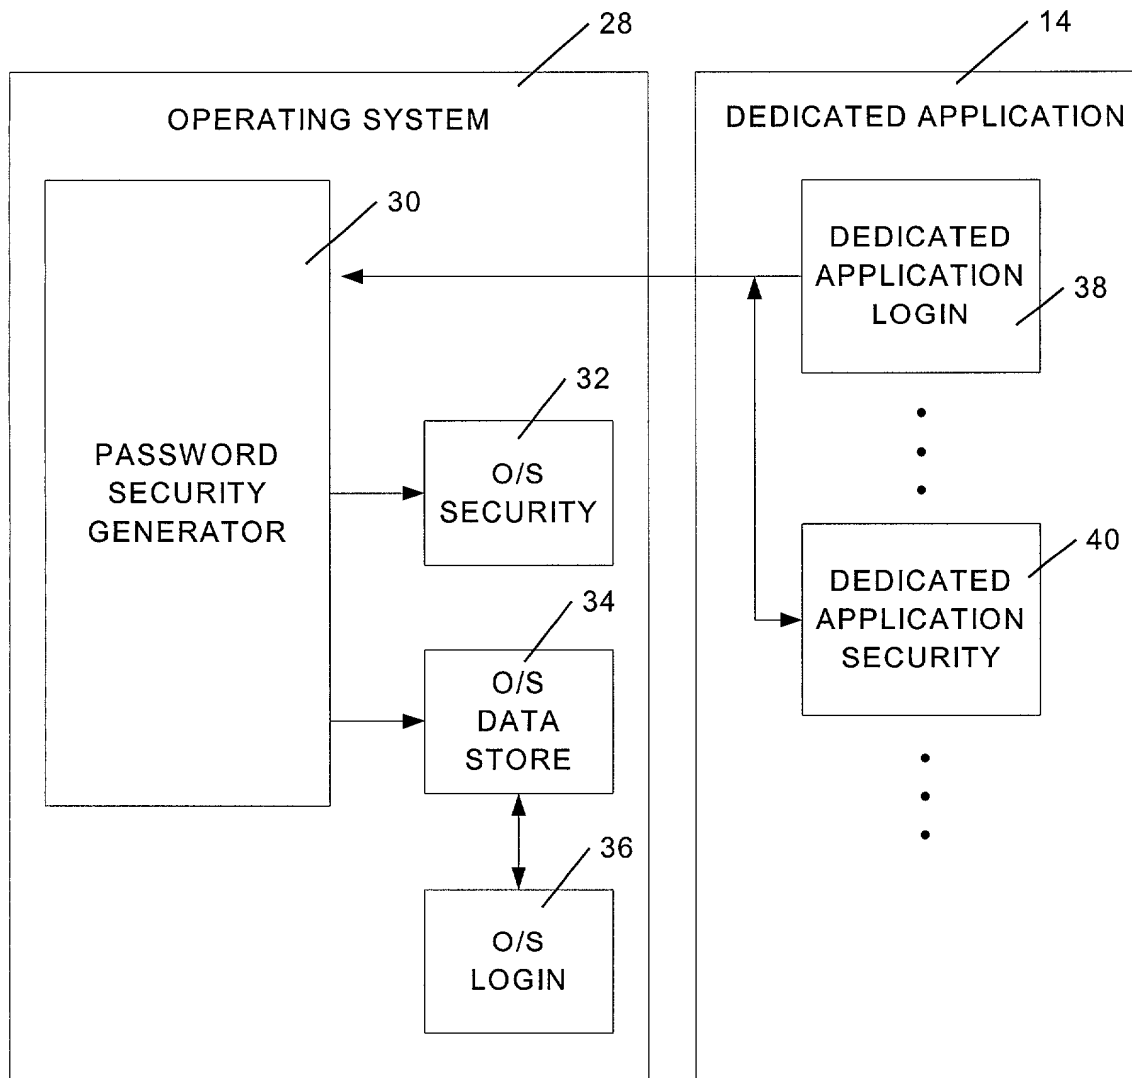 28
14
OPERATING SYSTEM
DEDICATED APPLICATION
30
DEDICATED
APPLICATION
LOGIN
38
32
O/S
SECURITY
PASSWORD
SECURITY
GENERATOR
40
DEDICATED
APPLICATION
SECURITY
34
O/S
DATA
STORE
36
O/S
LOGIN